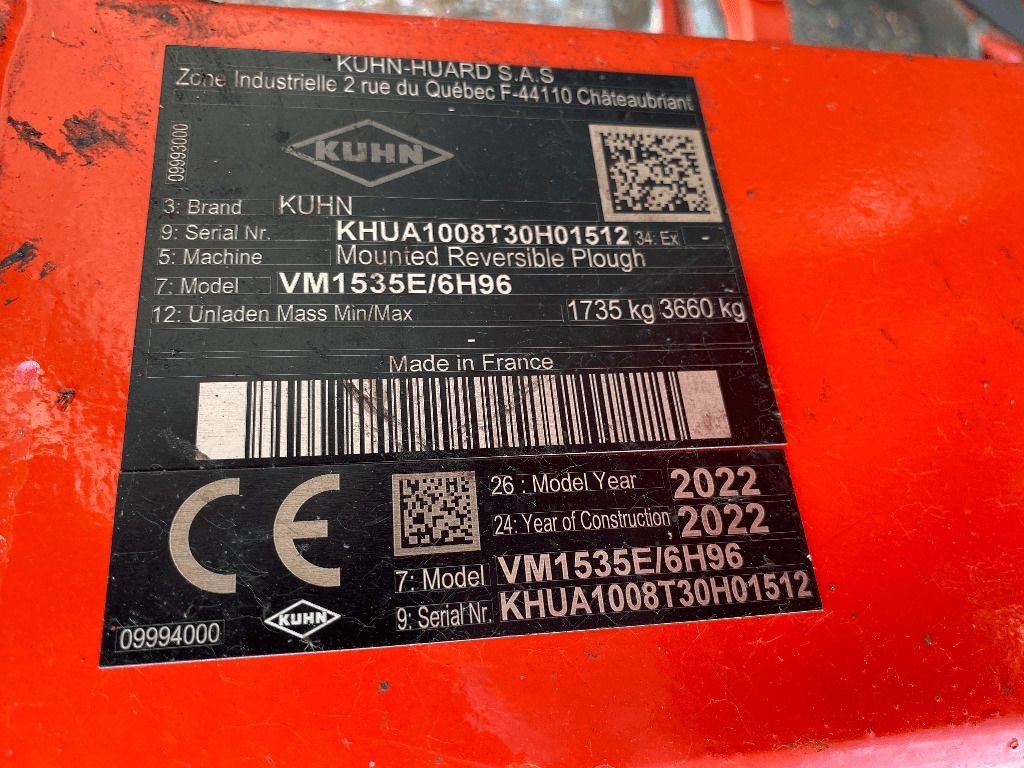 KUHN-HUARD S.A.S
Zone Industrielle 2 rue du Québec F-44110 Châteaubriant
09993000
KUHN
3: Brand KUHN
9: Serial Nr. KHUA1008T30H01512 34: Ex -
5: Machine Mounted Reversible Plough
7: Model VM1535E/6H96
12: Unladen Mass Min/Max 1735 kg 3660 kg
-
Made in France
CE
26 : Model Year 2022
24: Year of Construction 2022
7: Model VM1535E/6H96
9: Serial Nr. KHUA1008T30H01512
KUHN
09994000